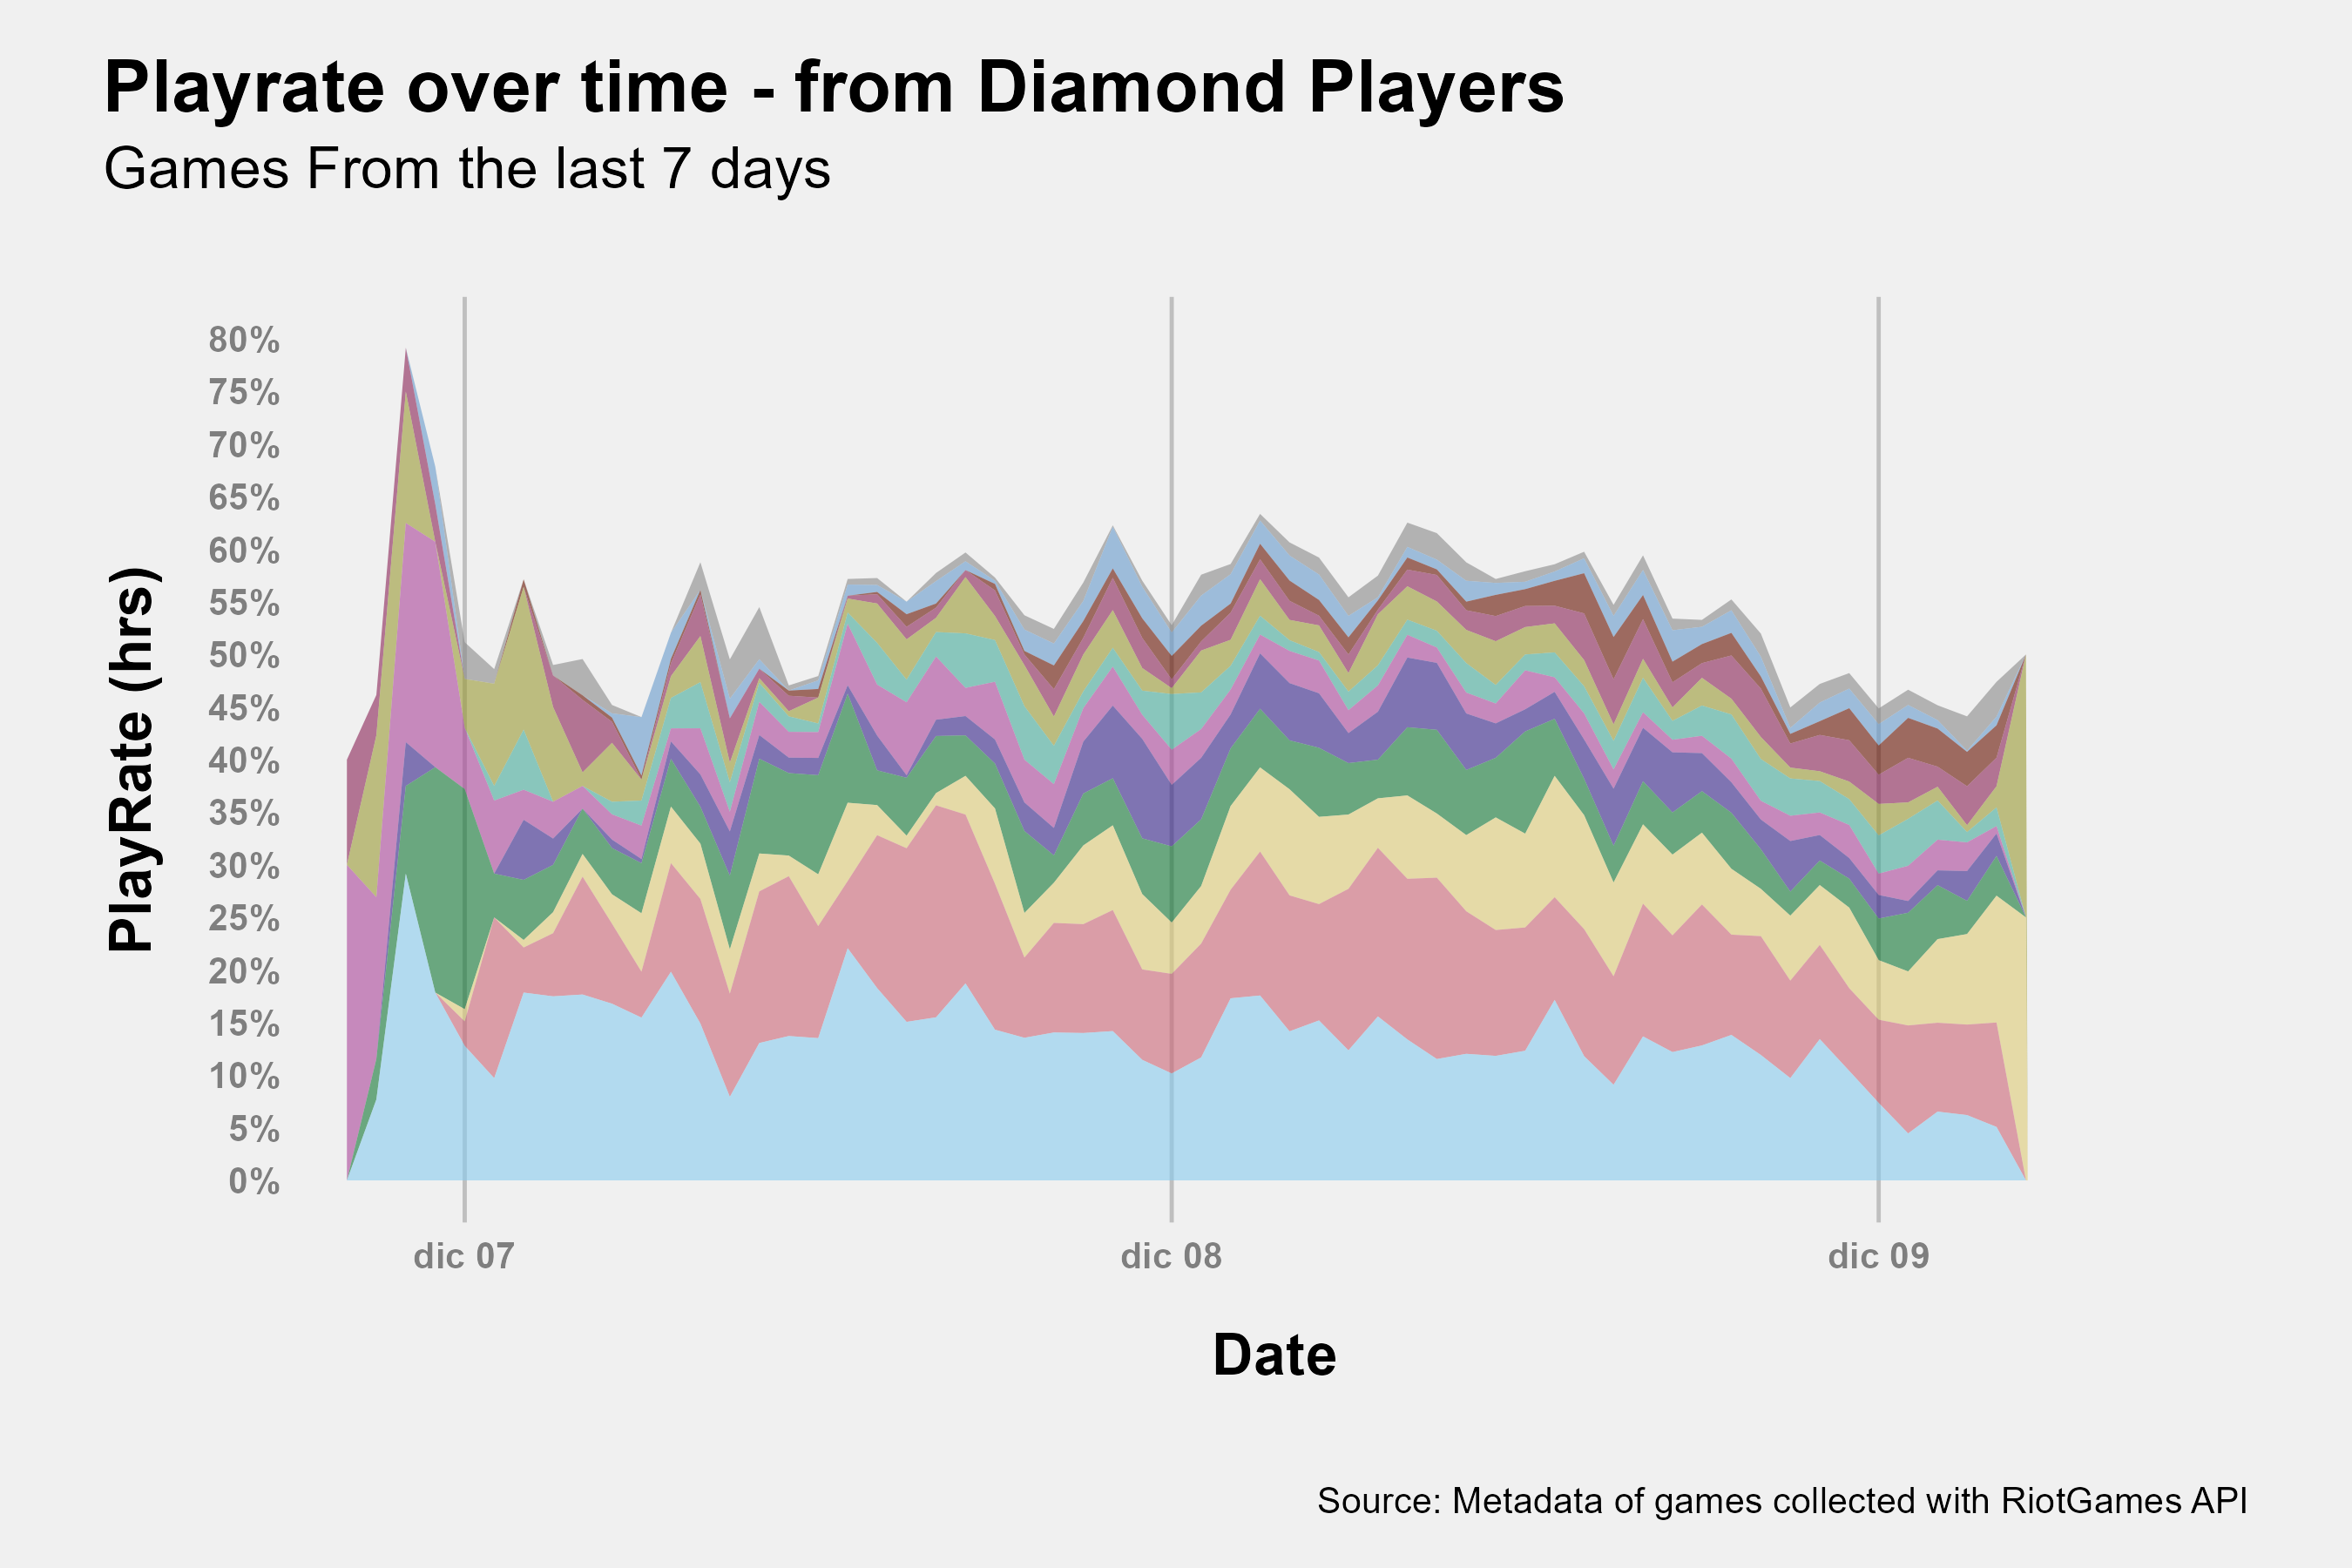 Playrate over time - from Diamond Players
Games From the last 7 days
PlayRate (hrs)
80%
75%
70%
65%
60%
55%
50%
45%
40%
35%
30%
25%
20%
15%
10%
5%
0%
dic 07
dic 08
dic 09
Date
Source: Metadata of games collected with RiotGames API